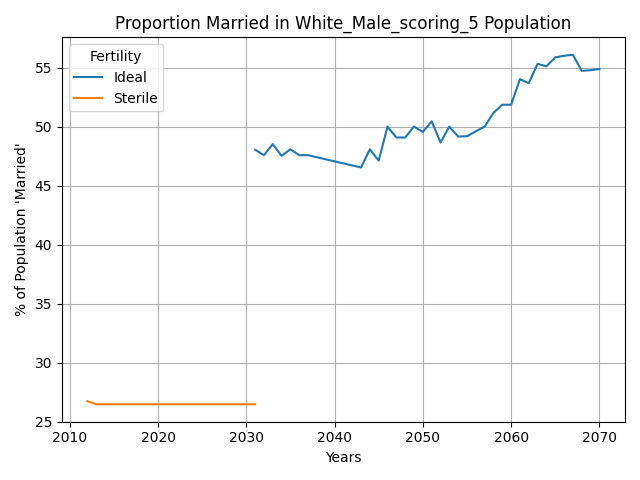 Proportion Married in White_Male_scoring_5 Population
Fertility
Ideal
Sterile
% of Population 'Married'
55
50
45
40
35
30
25
2010 2020 2030 2040 2050 2060 2070
Years